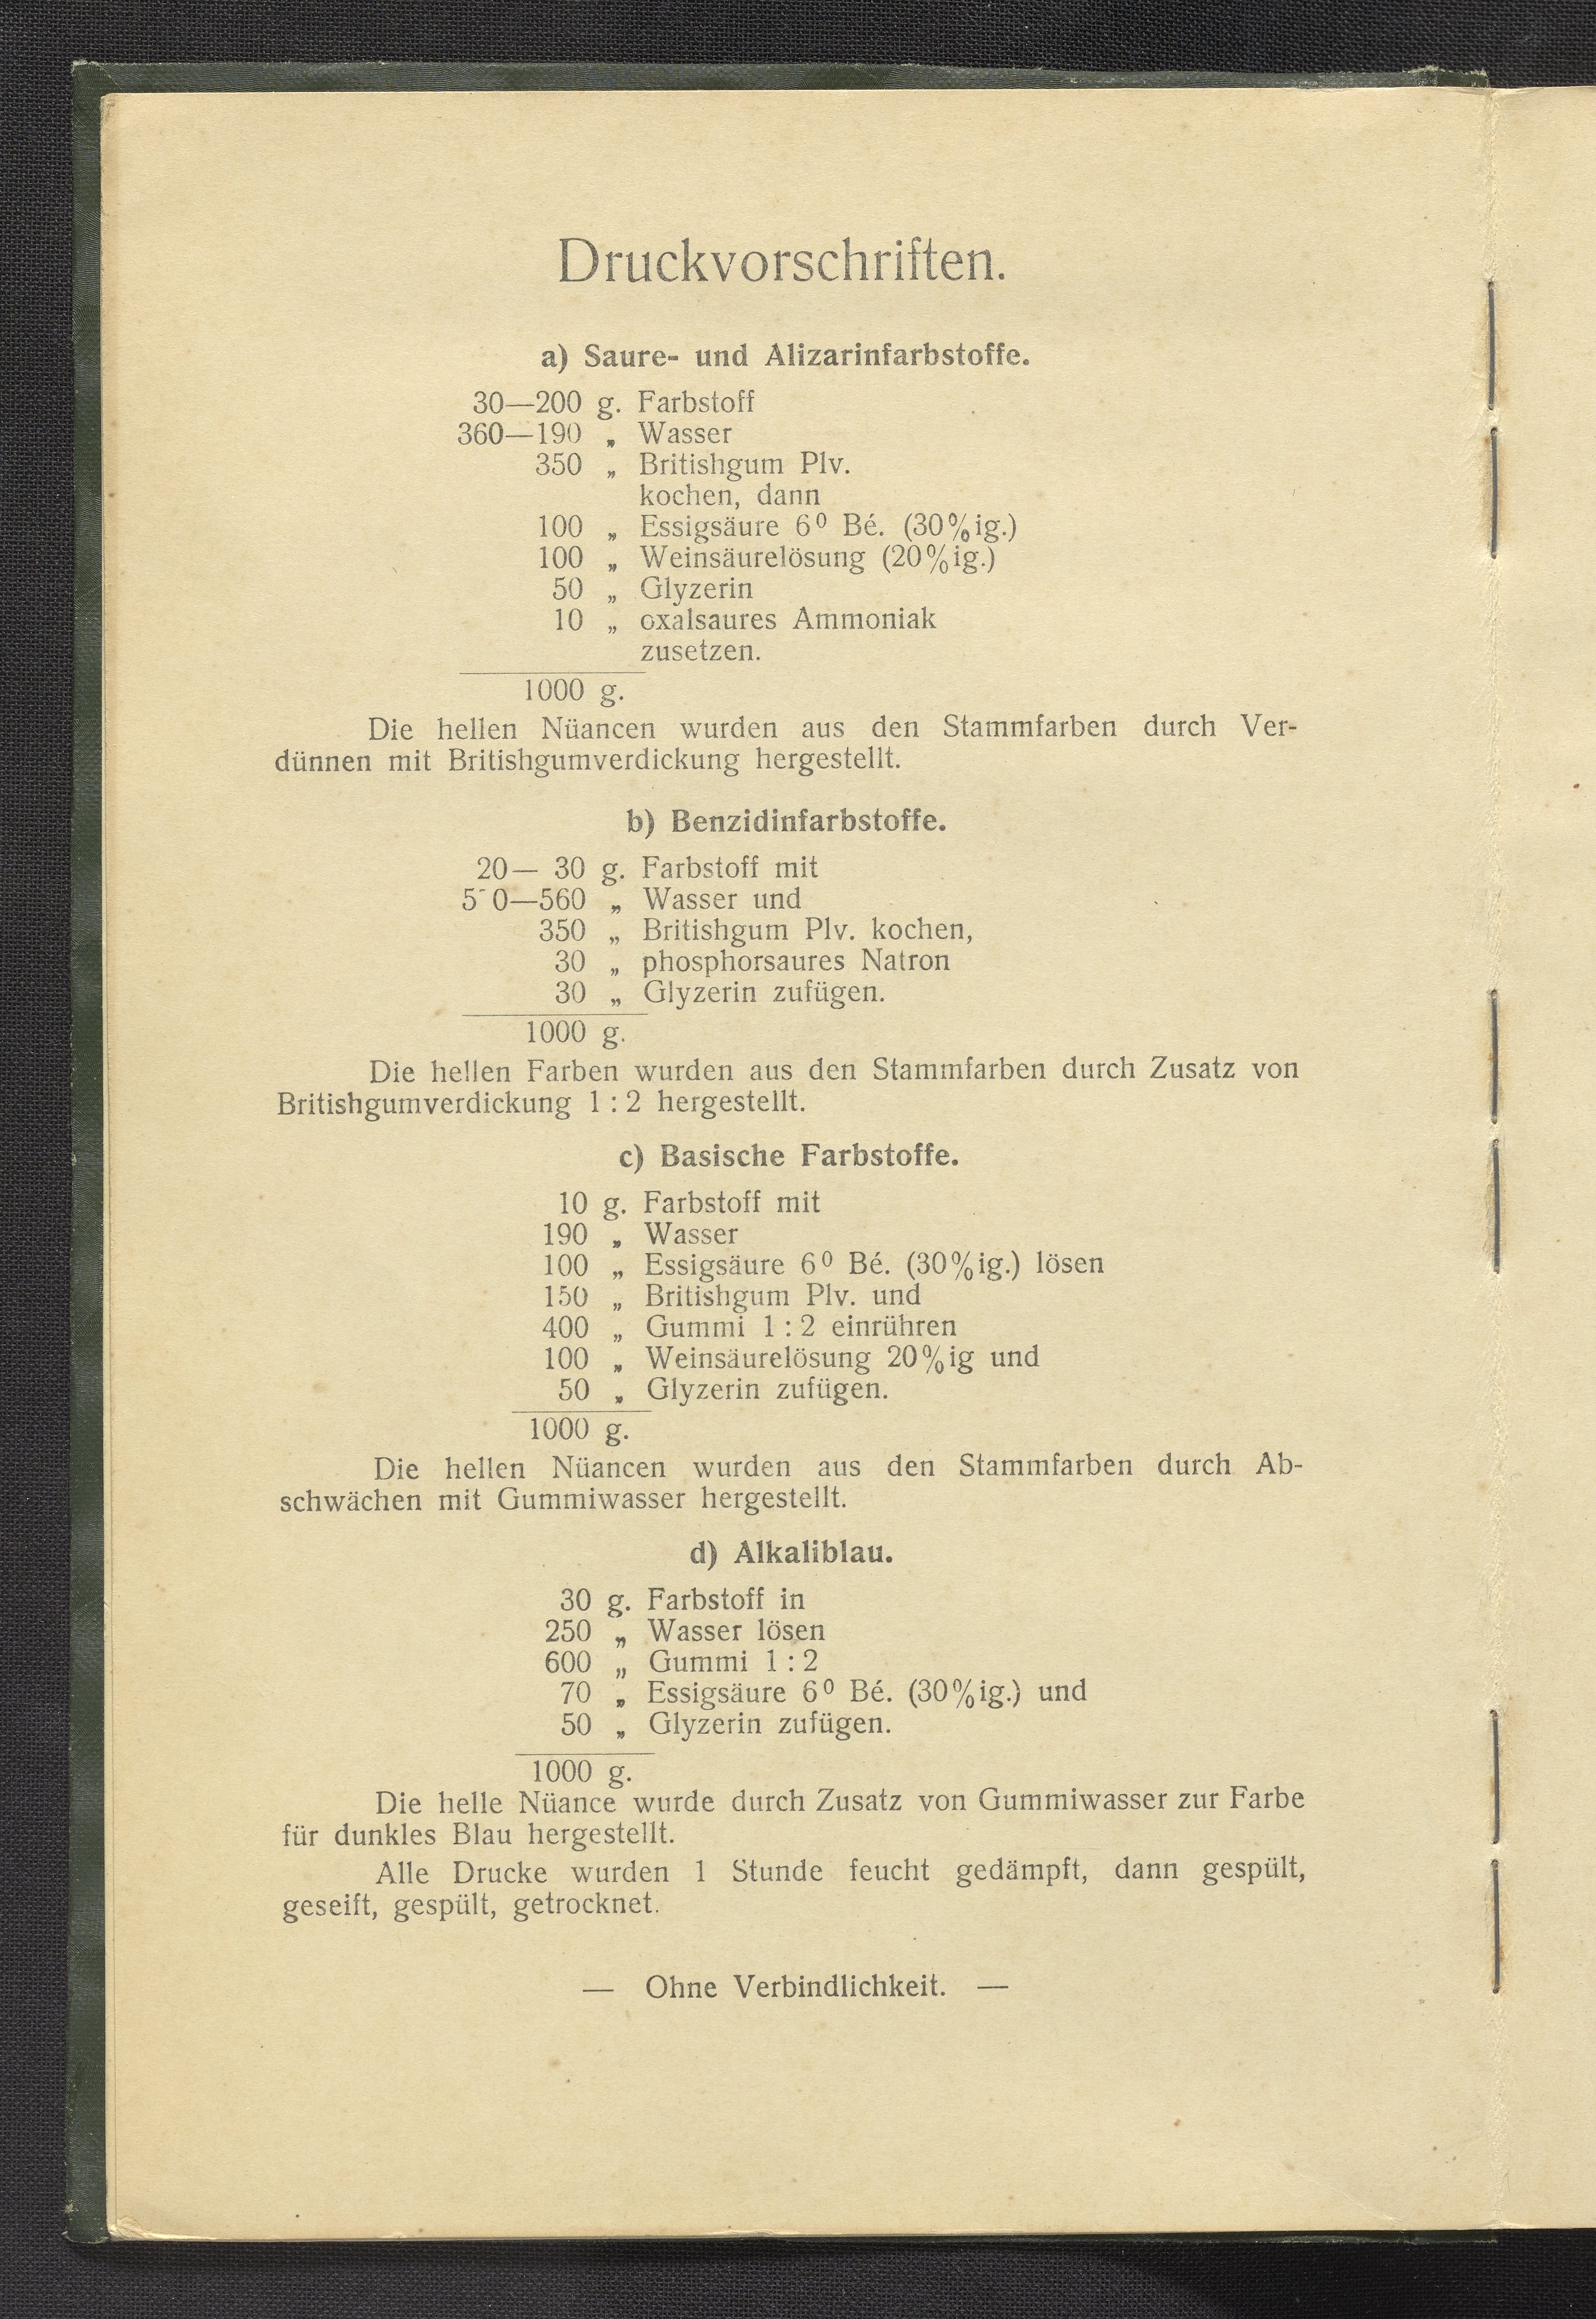 Druckvorschriften.
a) Saure- und Alizarinfarbstoffe.
30—200 g. Farbstoff
360—190 „ Wasser
350 „ Britishgum Plv.
kochen, dann
100 „ Essigsäure 6⁰ Bé. (30%ig.)
100 „ Weinsäurelösung (20%ig.)
50 „ Glyzerin
10 „ oxalsaures Ammoniak
zusetzen.
1000 g.
Die hellen Nüancen wurden aus den Stammfarben durch Ver-
dünnen mit Britishgumverdickung hergestellt.
b) Benzidinfarbstoffe.
20— 30 g. Farbstoff mit
—560 „ Wasser und
350 „ Britishgum Plv. kochen,
30 „ phosphorsaures Natron
30 „ Glyzerin zufügen.
1000 g.
Die hellen Farben wurden aus den Stammfarben durch Zusatz von
Britishgumverdickung 1 : 2 hergestellt.
c) Basische Farbstoffe.
10 g. Farbstoff mit
190 „ Wasser
100 „ Essigsäure 6⁰ Bé. (30%ig.) lösen
150 „ Britishgum Plv. und
400 „ Gummi 1 : 2 einrühren
100 „ Weinsäurelösung 20%ig und
50 „ Glyzerin zufügen.
1000 g.
Die hellen Nüancen wurden aus den Stammfarben durch Ab-
schwächen mit Gummiwasser hergestellt.
d) Alkaliblau.
30 g. Farbstoff in
250 „ Wasser lösen
600 „ Gummi 1 : 2
70 „ Essigsäure 6⁰ Bé. (30%ig.) und
50 „ Glyzerin zufügen.
1000 g.
Die helle Nüance wurde durch Zusatz von Gummiwasser zur Farbe
für dunkles Blau hergestellt.
Alle Drucke wurden 1 Stunde feucht gedämpft, dann gespült,
geseift, gespült, getrocknet.
— Ohne Verbindlichkeit. —